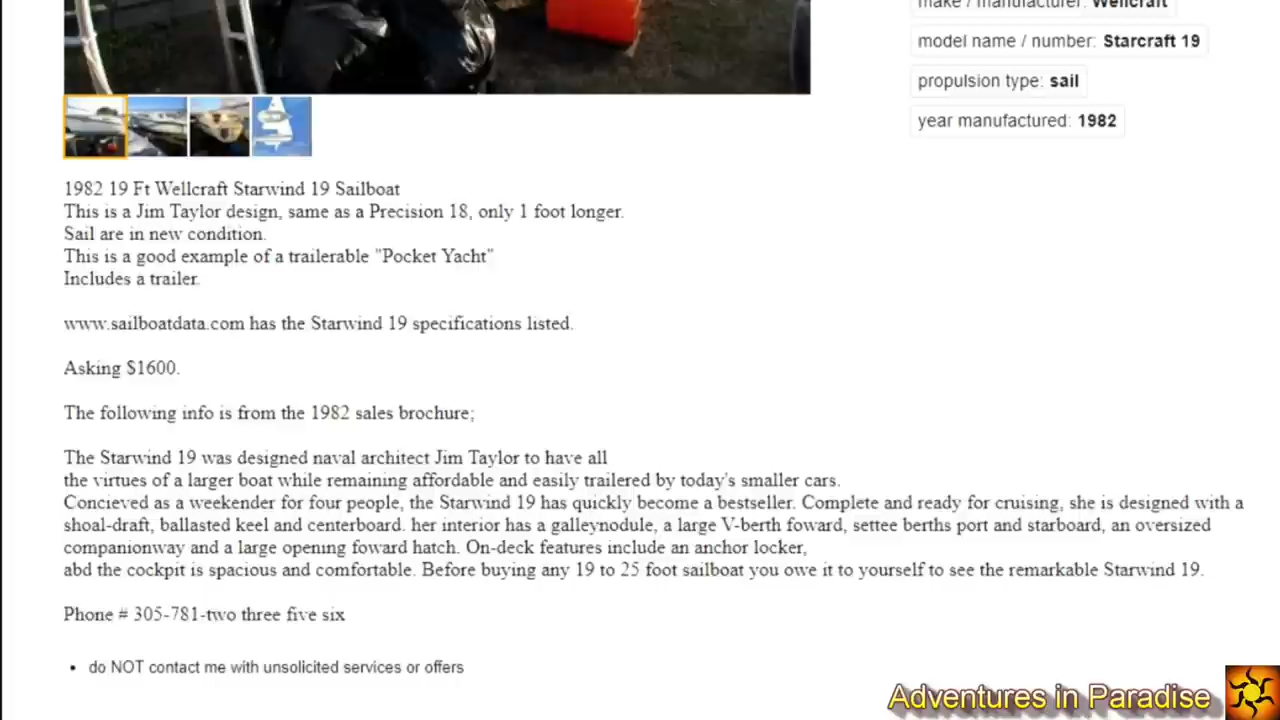 make / manufacturer: Wellcraft
model name / number: Starcraft 19
propulsion type: sail
year manufactured: 1982
1982 19 Ft Wellcraft Starwind 19 Sailboat
This is a Jim Taylor design, same as a Precision 18, only 1 foot longer.
Sail are in new condition.
This is a good example of a trailerable "Pocket Yacht"
Includes a trailer.
www.sailboatdata.com has the Starwind 19 specifications listed.
Asking $1600.
The following info is from the 1982 sales brochure;
The Starwind 19 was designed naval architect Jim Taylor to have all
the virtues of a larger boat while remaining affordable and easily trailered by today's smaller cars.
Concieved as a weekender for four people, the Starwind 19 has quickly become a bestseller. Complete and ready for cruising, she is designed with a
shoal-draft, ballasted keel and centerboard. her interior has a galleynodule, a large V-berth foward, settee berths port and starboard, an oversized
companionway and a large opening foward hatch. On-deck features include an anchor locker,
abd the cockpit is spacious and comfortable. Before buying any 19 to 25 foot sailboat you owe it to yourself to see the remarkable Starwind 19.
Phone # 305-781-two three five six
• do NOT contact me with unsolicited services or offers
Adventures in Paradise